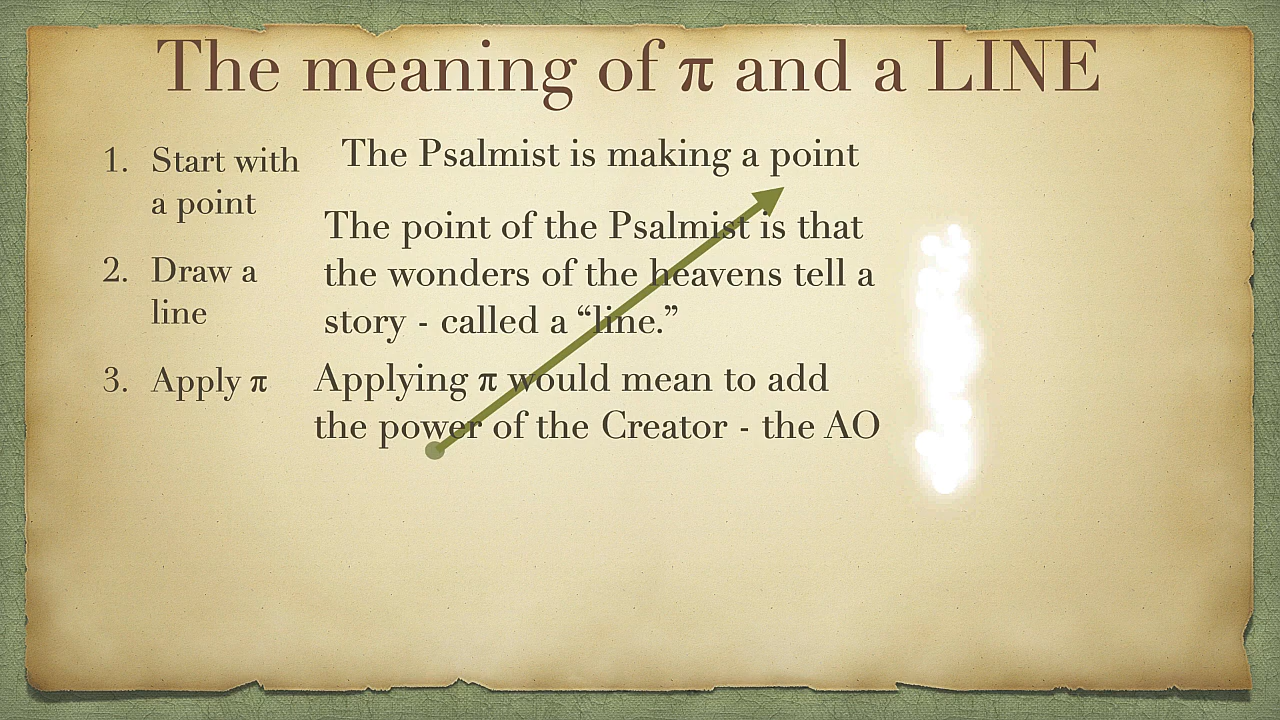 The meaning of π and a LINE
1. Start with
a point
2. Draw a
line
3. Apply π
The Psalmist is making a point
The point of the Psalmist is that
the wonders of the heavens tell a
story - called a “line.”
Applying π would mean to add
the power of the Creator - the AO